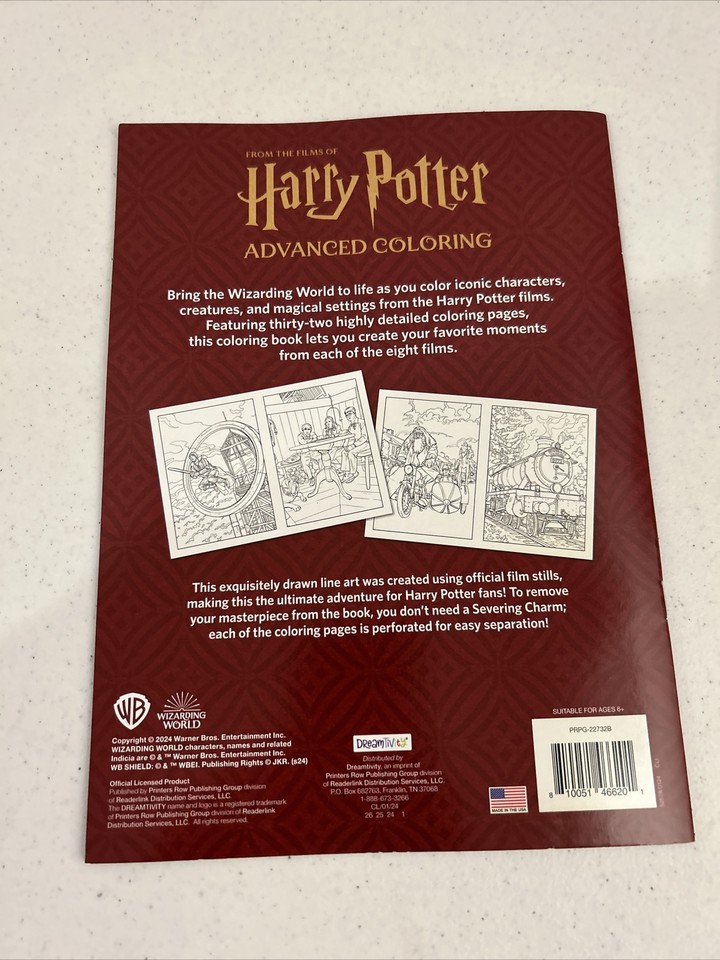 FROM THE FILMS OF
Harry Potter
ADVANCED COLORING
Bring the Wizarding World to life as you color iconic characters,
creatures, and magical settings from the Harry Potter films.
Featuring thirty-two highly detailed coloring pages,
this coloring book lets you create your favorite moments
from each of the eight films.
This exquisitely drawn line art was created using official film stills,
making this the ultimate adventure for Harry Potter fans! To remove
your masterpiece from the book, you don't need a Severing Charm;
each of the coloring pages is perforated for easy separation!
WB
WIZARDING
WORLD
Copyright © 2024 Warner Bros. Entertainment Inc.
WIZARDING WORLD characters, names and related
Indicia are © & ™ Warner Bros. Entertainment Inc.
WB SHIELD: © & ™ WBEI. Publishing Rights © JKR. (s24)
Official Licensed Product
Published by Printers Row Publishing Group division
of Readerlink Distribution Services, LLC.
The DREAMTIVITY name and logo is a registered trademark
of Printers Row Publishing Group division of Readerlink
Distribution Services, LLC. All rights reserved.
DREAMTIVITY
Distributed by
Dreamtivity, an imprint of
Printers Row Publishing Group division
of Readerlink Distribution Services, LLC.
P.O. Box 682763, Franklin, TN 37068
1-888-673-3266
CL/01/24
26 25 24 1
MADE IN THE USA
SUITABLE FOR AGES 6+
PRPG-22732B
8 10051 46620 1